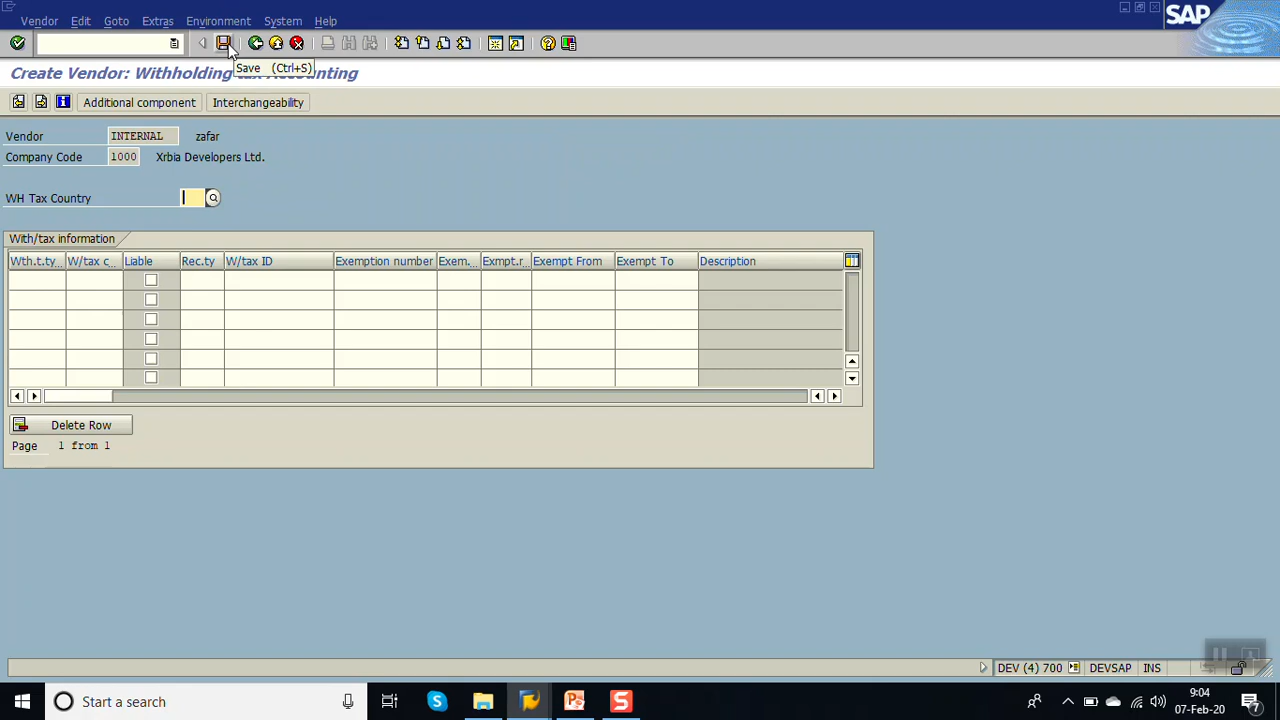 Vendor Edit Goto Extras Environment System Help
SAP
Save (Ctrl+S)
Create Vendor: Withholding tax Accounting
Additional component Interchangeability
Vendor INTERNAL zafar
Company Code 1000 Xrbia Developers Ltd.
WH Tax Country
With/tax information
Wth.t.ty... W/tax c... Liable Rec.ty W/tax ID Exemption number Exem... Exmpt.r... Exempt From Exempt To Description
Delete Row
Page 1 from 1
DEV (4) 700 DEVSAP INS
Start a search
9:04
07-Feb-20
7